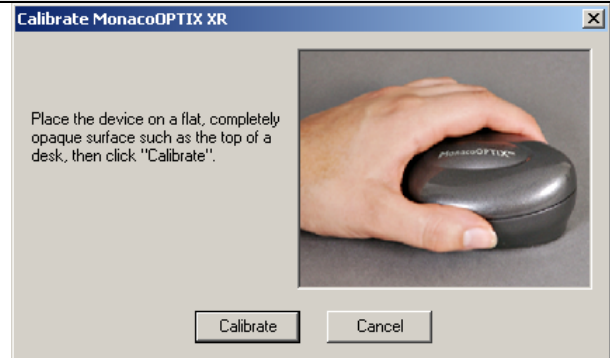 Calibrate MonacoOPTIX XR
Place the device on a flat, completely
opaque surface such as the top of a
desk, then click "Calibrate".
MonacoOPTIX™
Calibrate
Cancel